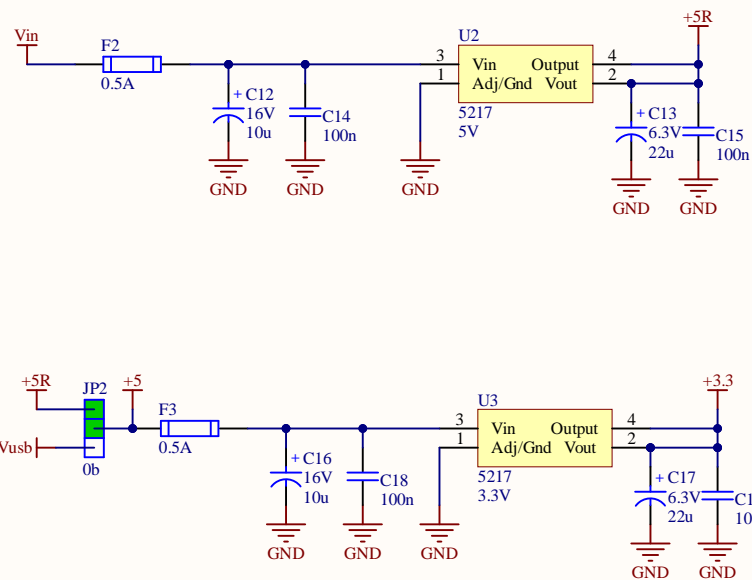 Vin
F2
0.5A
+ C12
16V
10u
C14
100n
GND
GND
GND
U2
3 Vin Output 4
1 Adj/Gnd Vout 2
5217
5V
+5R
+ C13
6.3V
22u
C15
100n
GND
GND
+5R
JP2
+5
Vusb
0b
F3
0.5A
+ C16
16V
10u
C18
100n
GND
GND
GND
U3
3 Vin Output 4
1 Adj/Gnd Vout 2
5217
3.3V
+3.3
+ C17
6.3V
22u
C1
10
GND
GND